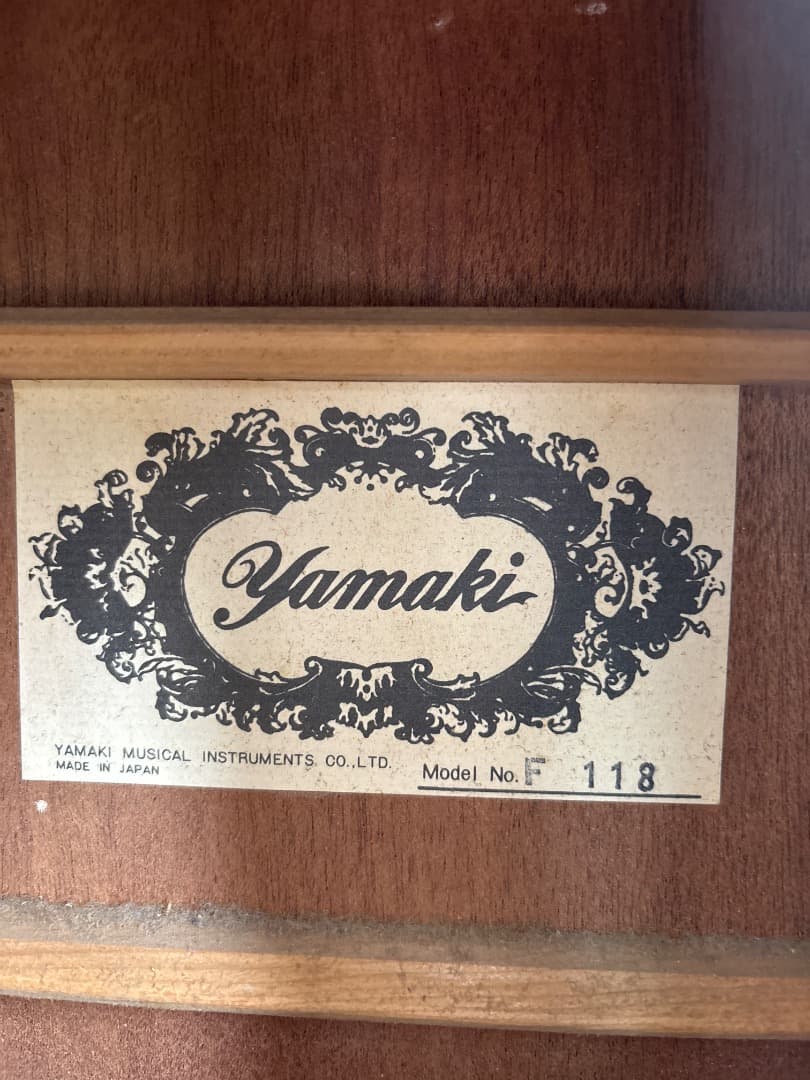 Yamaki
YAMAKI MUSICAL INSTRUMENTS CO.,LTD.
MADE IN JAPAN
Model No. F 118